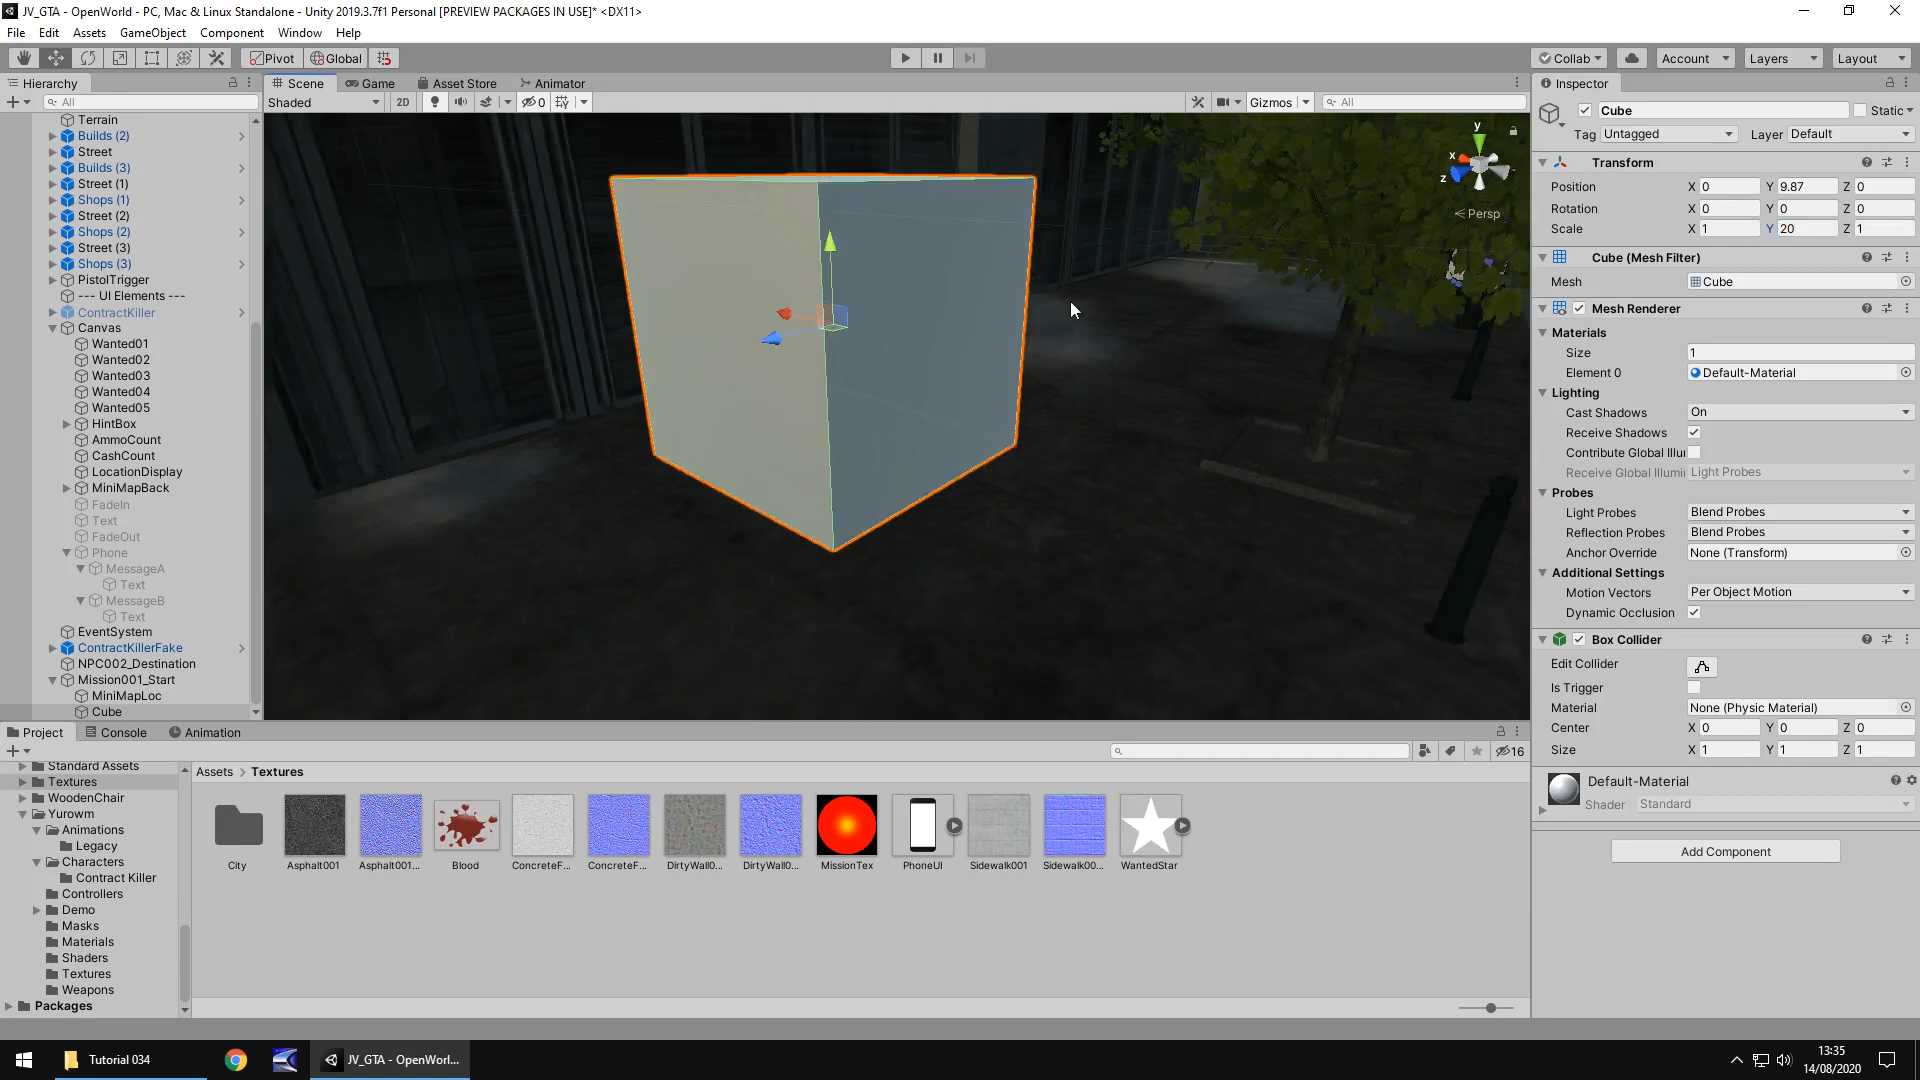 JV_GTA - OpenWorld - PC, Mac & Linux Standalone - Unity 2019.3.7f1 Personal [PREVIEW PACKAGES IN USE]* <DX11>
File Edit Assets GameObject Component Window Help
Pivot Global Collab Account Layers Layout
Hierarchy Scene Game Asset Store Animator Inspector
All Shaded 2D 0 Gizmos All
Cube Static
Tag Untagged Layer Default
Terrain
Builds (2)
Street
Builds (3)
Street (1)
Shops (1)
Street (2)
Shops (2)
Street (3)
Shops (3)
PistolTrigger
--- UI Elements ---
ContractKiller
Canvas
Wanted01
Wanted02
Wanted03
Wanted04
Wanted05
HintBox
AmmoCount
CashCount
LocationDisplay
MiniMapBack
FadeIn
Text
FadeOut
Phone
MessageA
Text
MessageB
Text
EventSystem
ContractKillerFake
NPC002_Destination
Mission001_Start
MiniMapLoc
Cube
y
x
z
Persp
Transform
Position X 0 Y 9.87 Z 0
Rotation X 0 Y 0 Z 0
Scale X 1 Y 20 Z 1
Cube (Mesh Filter)
Mesh Cube
Mesh Renderer
Materials
Size 1
Element 0 Default-Material
Lighting
Cast Shadows On
Receive Shadows
Contribute Global Illu
Receive Global Illumi Light Probes
Probes
Light Probes Blend Probes
Reflection Probes Blend Probes
Anchor Override None (Transform)
Additional Settings
Motion Vectors Per Object Motion
Dynamic Occlusion
Box Collider
Edit Collider
Is Trigger
Material None (Physic Material)
Center X 0 Y 0 Z 0
Size X 1 Y 1 Z 1
Default-Material
Shader Standard
Add Component
Project Console Animation
16
Standard Assets
Textures
WoodenChair
Yurowm
Animations
Legacy
Characters
Contract Killer
Controllers
Demo
Masks
Materials
Shaders
Textures
Weapons
Packages
Assets > Textures
City Asphalt001 Asphalt001... Blood ConcreteF... ConcreteF... DirtyWall0... DirtyWall0... MissionTex PhoneUI Sidewalk001 Sidewalk00... WantedStar
Tutorial 034
JV_GTA - OpenWorl...
13:35
14/08/2020